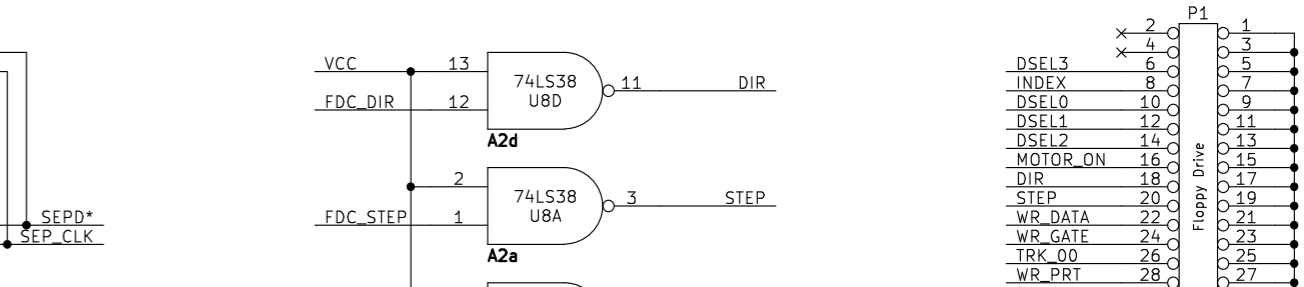 P1
2 1
4 3
VCC 13 74LS38 U8D 11 DIR
DSEL3 6 5
INDEX 8 7
FDC_DIR 12
DSEL0 10 9
A2d
DSEL1 12 11
DSEL2 14 13
MOTOR_ON 16 15
2 74LS38 U8A 3 STEP
DIR 18 17
Floppy Drive
STEP 20 19
SEPD*
FDC_STEP 1
WR_DATA 22 21
SEP_CLK
WR_GATE 24 23
A2a
TRK_00 26 25
WR_PRT 28 27